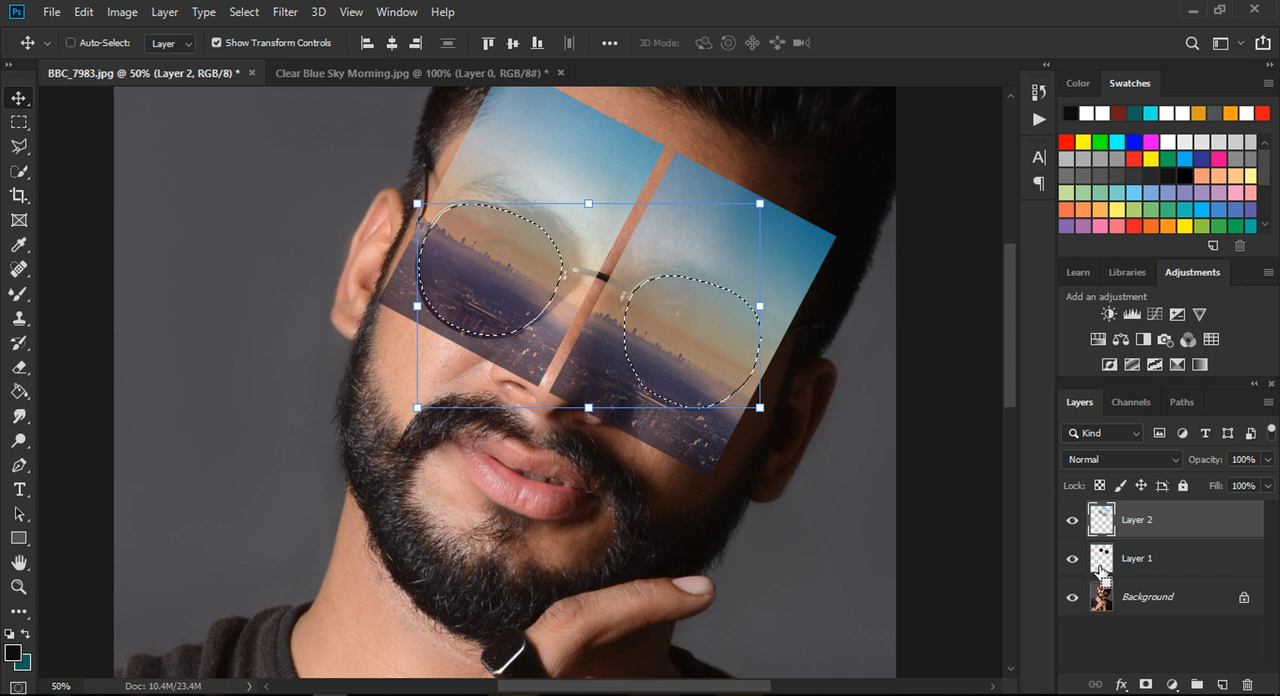 Ps File Edit Image Layer Type Select Filter 3D View Window Help
Auto-Select: Layer Show Transform Controls 3D Mode:
BBC_7983.jpg @ 50% (Layer 2, RGB/8) * × Clear Blue Sky Morning.jpg @ 100% (Layer 0, RGB/8#) * ×
Color Swatches
Learn Libraries Adjustments
Add an adjustment
Layers Channels Paths
Kind
Normal Opacity: 100%
Lock: Fill: 100%
Layer 2
Layer 1
Background
50% Doc: 10.4M/23.4M